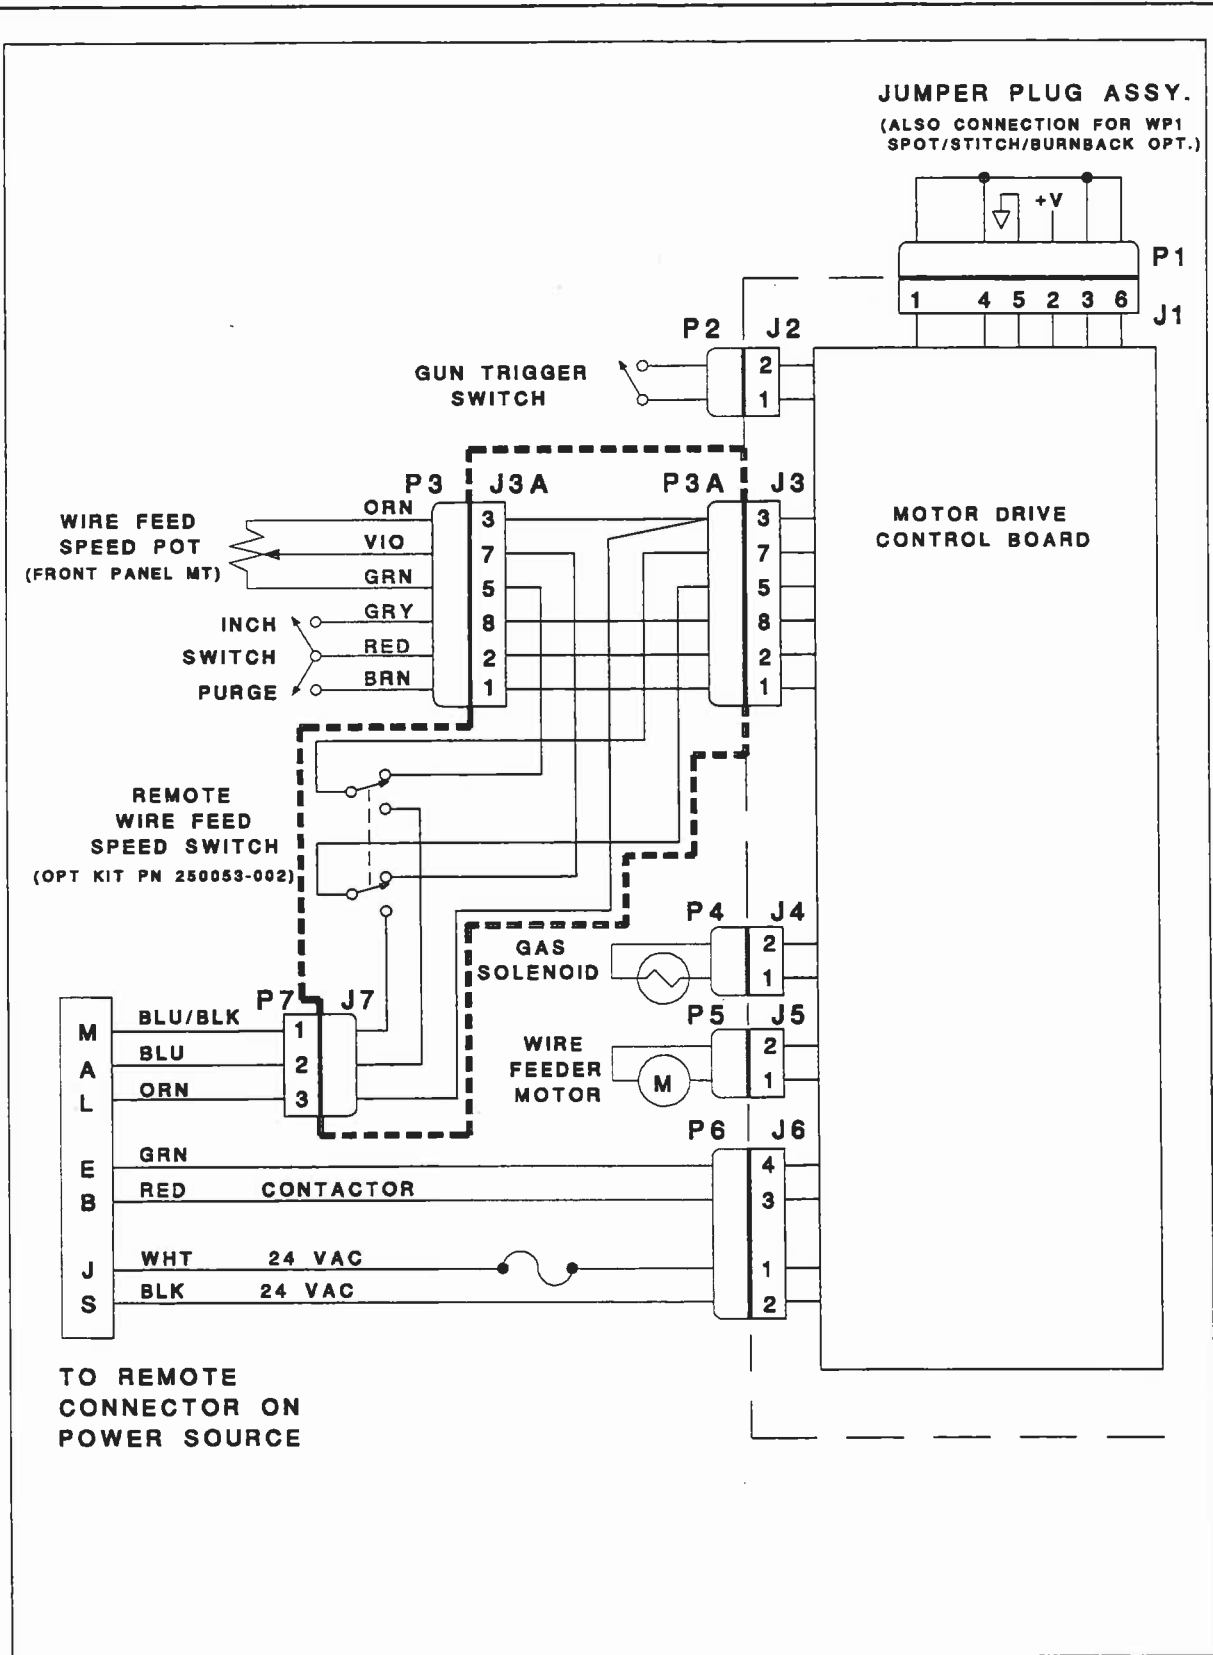 JUMPER PLUG ASSY.
(ALSO CONNECTION FOR WP1
SPOT/STITCH/BURNBACK OPT.)
+V
P1
1 4 5 2 3 6
J1
P2 J2
GUN TRIGGER
SWITCH
2
1
P3 J3A P3A J3
MOTOR DRIVE
CONTROL BOARD
WIRE FEED
SPEED POT
(FRONT PANEL MT)
ORN 3 3
VIO 7 7
GRN 5 5
INCH GRY 8 8
SWITCH RED 2 2
PURGE BRN 1 1
REMOTE
WIRE FEED
SPEED SWITCH
(OPT KIT PN 250053-002)
P4 J4
GAS
SOLENOID
2
1
P7 J7
P5 J5
WIRE
FEEDER
MOTOR
M
2
1
M BLU/BLK 1
A BLU 2
L ORN 3
P6 J6
E GRN 4
B RED CONTACTOR 3
J WHT 24 VAC 1
S BLK 24 VAC 2
TO REMOTE
CONNECTOR ON
POWER SOURCE